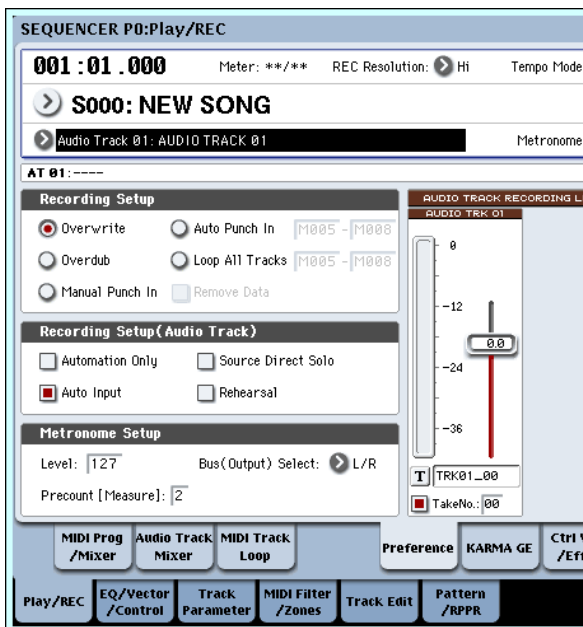 SEQUENCER P0:Play/REC
001:01.000 Meter: **/** REC Resolution: Hi Tempo Mode
S000: NEW SONG
Audio Track 01: AUDIO TRACK 01 Metronome
AT 01:----
Recording Setup
Overwrite Auto Punch In M005 - M008
Overdub Loop All Tracks M005 - M008
Manual Punch In Remove Data
Recording Setup(Audio Track)
Automation Only Source Direct Solo
Auto Input Rehearsal
Metronome Setup
Level: 127 Bus(Output) Select: L/R
Precount [Measure]: 2
AUDIO TRACK RECORDING L
AUDIO TRK 01
0
-12
0.0
-24
-36
T TRK01_00
TakeNo.: 00
MIDI Prog
/Mixer
Audio Track
Mixer
MIDI Track
Loop
Preference
KARMA GE
Ctrl
/Ef
Play/REC
EQ/Vector
/Control
Track
Parameter
MIDI Filter
/Zones
Track Edit
Pattern
/RPPR